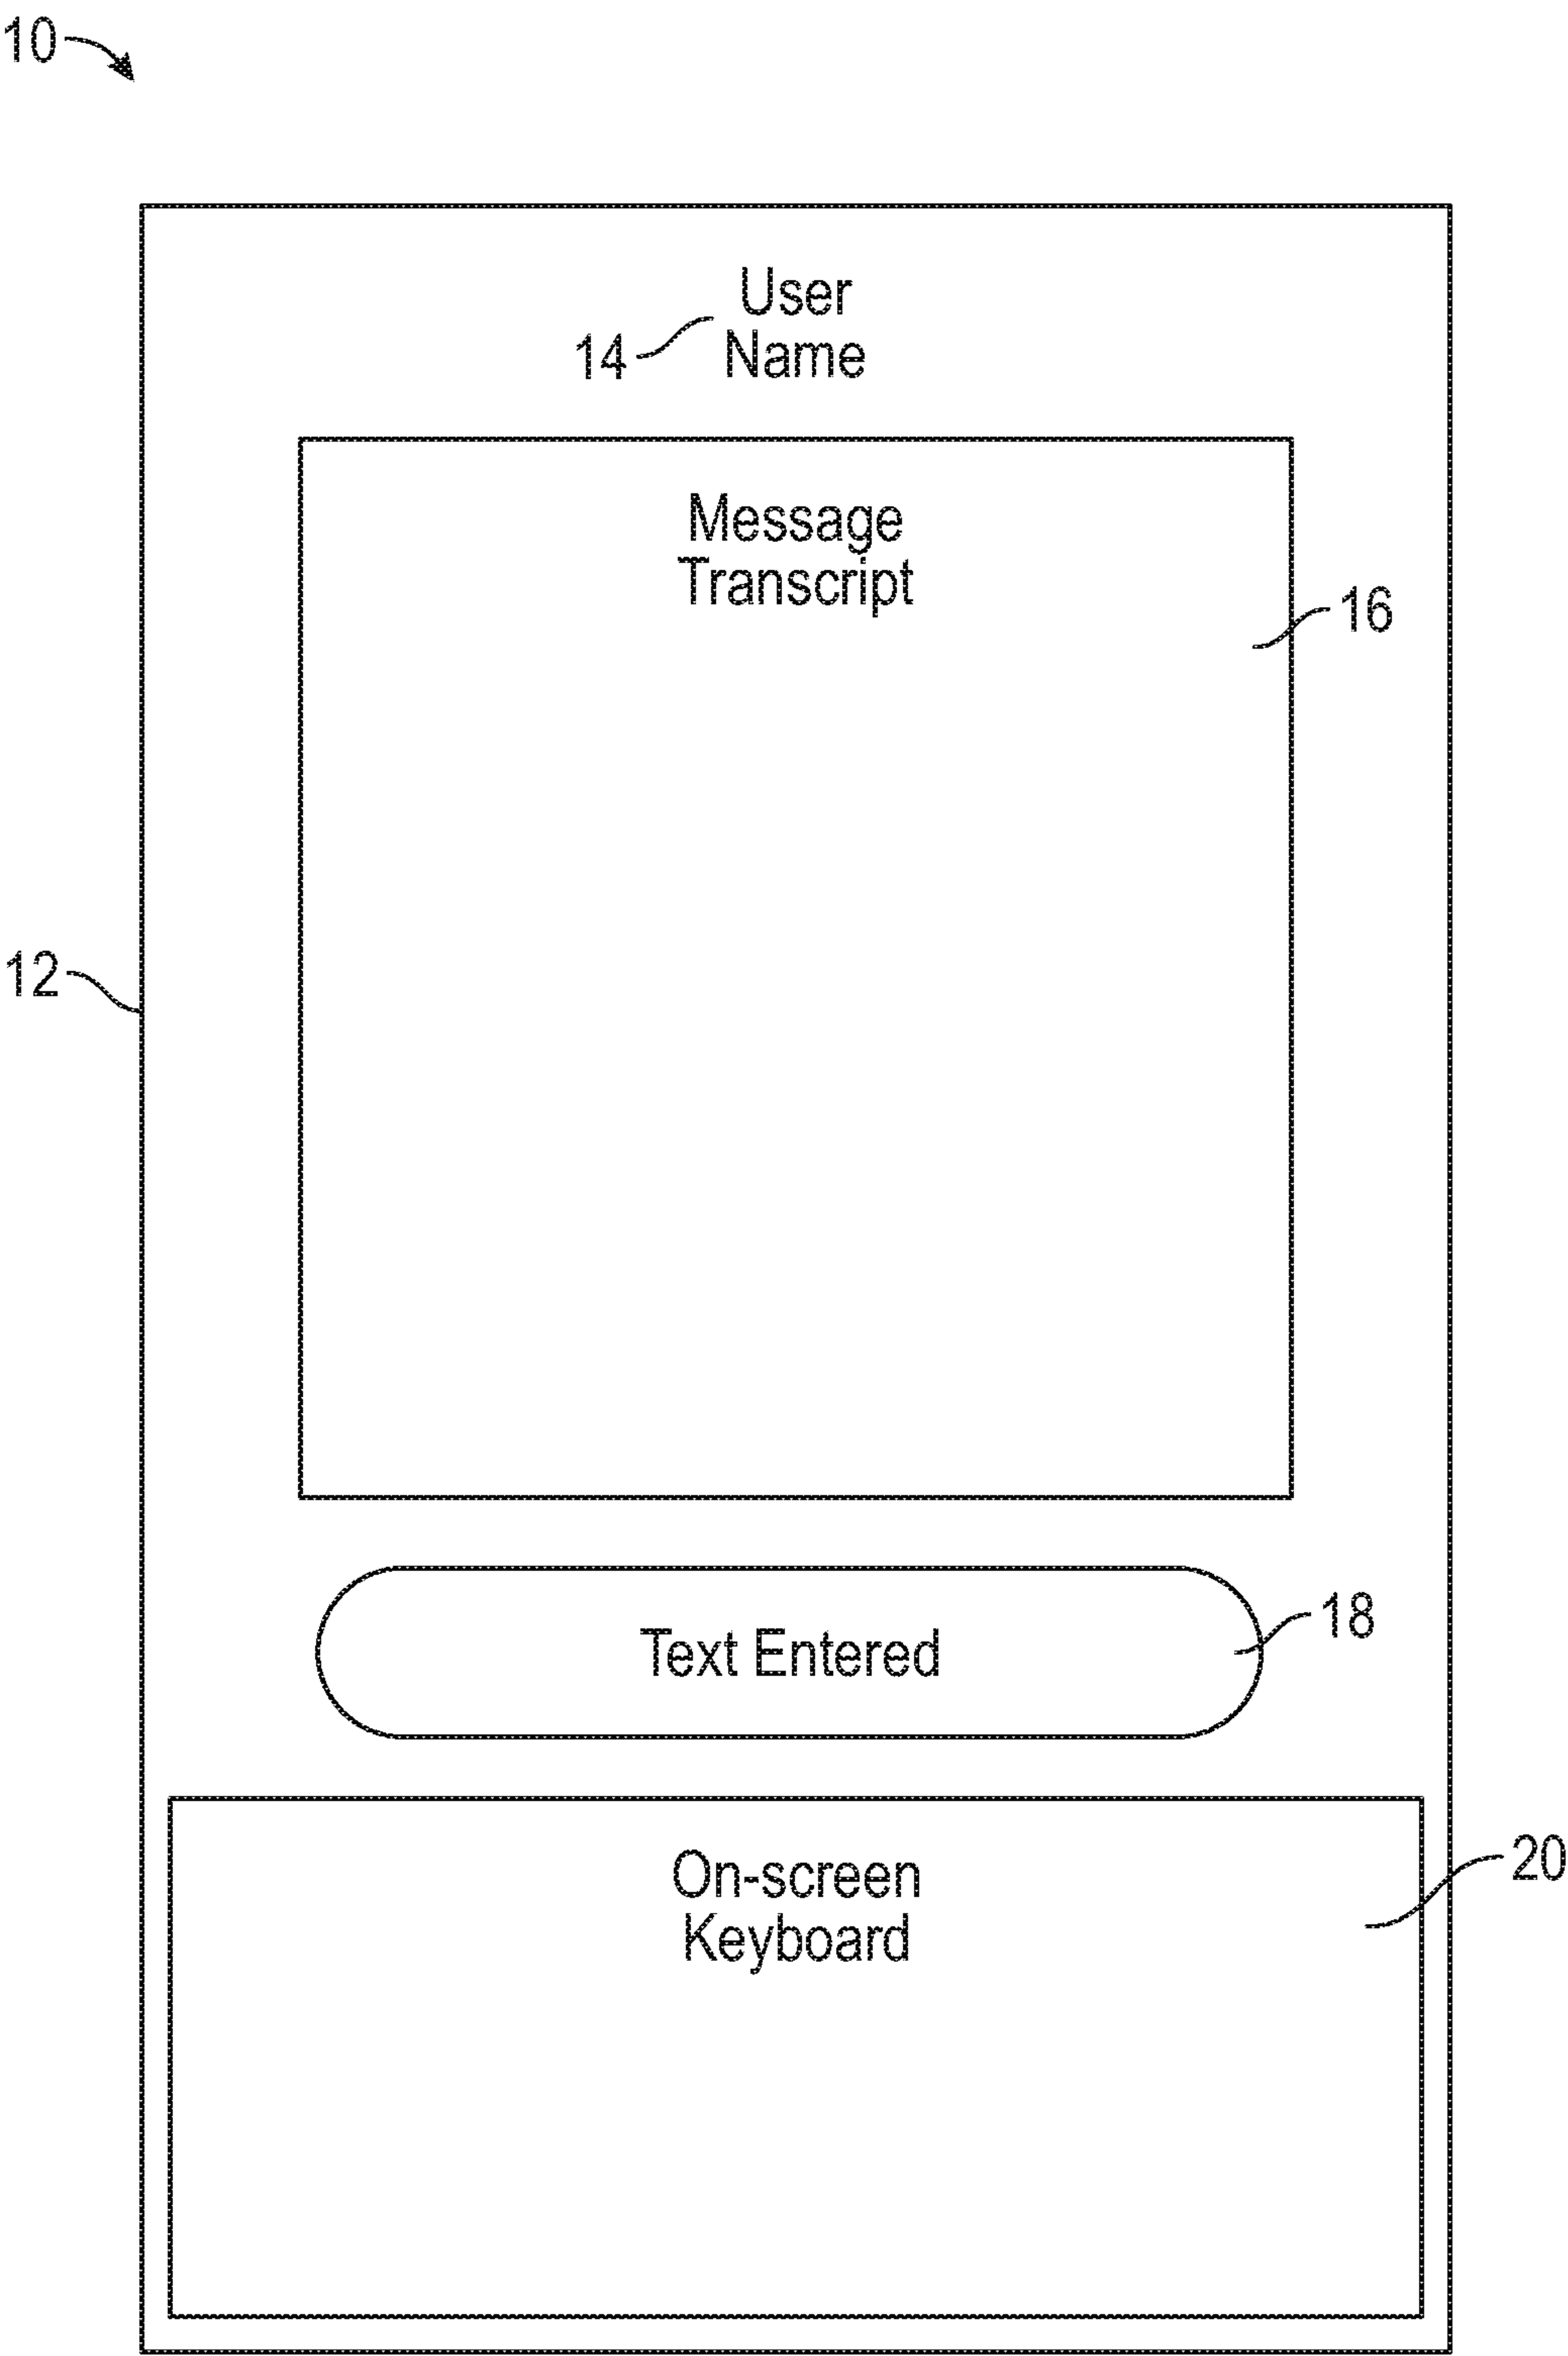 10
User
14 Name
Message
Transcript
16
12
Text Entered
18
On-screen
20
Keyboard